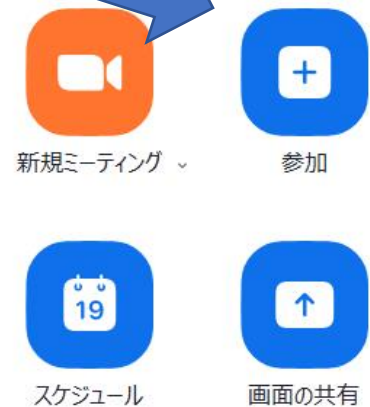 新規ミーティング
参加
19
スケジュール
画面の共有